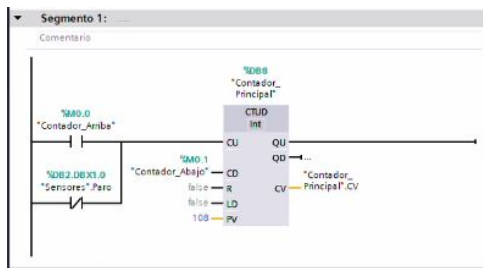 Segmento 1: ......
Comentario
%DB8
"Contador_
Principal"
CTUD
Int
%M0.0
"Contador_Arriba"
CU QU
%M0.1
QD ...
"Contador_Abajo" CD
"Contador_
Principal".CV
%DB2.DBX1.0
"Sensores".Paro
false R CV
false LD
108 PV